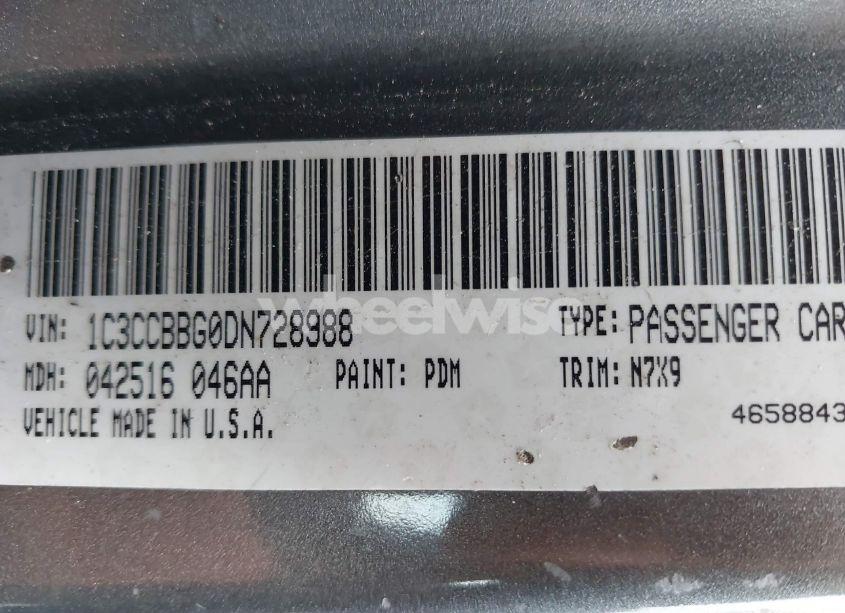 wheelwise
VIN: 1C3CCBBG0DN728988 TYPE: PASSENGER CAR
MDH: 042516 046AA PAINT: PDM TRIM: N7X9
VEHICLE MADE IN U.S.A. 4658843